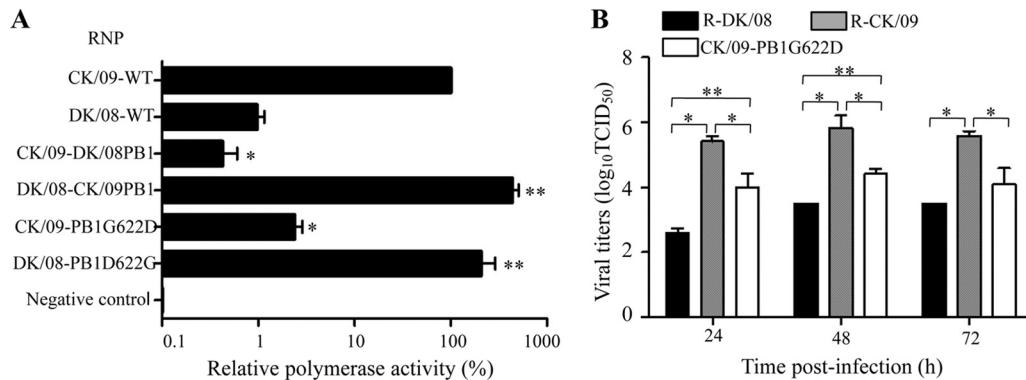 A
RNP
CK/09-WT
DK/08-WT
CK/09-DK/08PB1
*
DK/08-CK/09PB1
**
CK/09-PB1G622D
*
DK/08-PB1D622G
**
Negative control
0.1 1 10 100 1000
Relative polymerase activity (%)
B
R-DK/08 R-CK/09
CK/09-PB1G622D
Viral titers (log10TCID50)
8
6
4
2
0
** 
* *
**
* *
* *
24 48 72
Time post-infection (h)